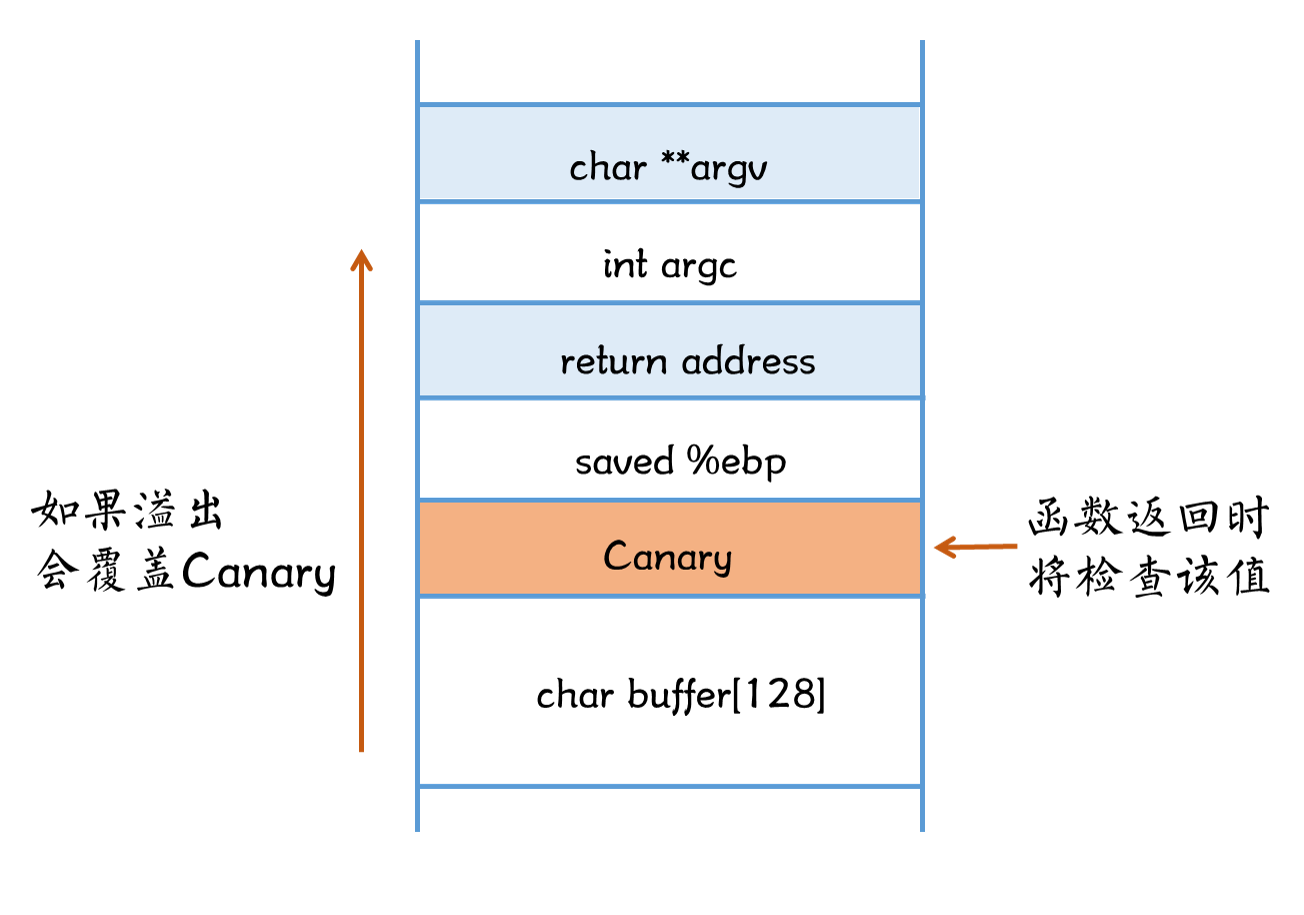 char **argv
int argc
return address
saved %ebp
如果溢出
会覆盖Canary
Canary
函数返回时
将检查该值
char buffer[128]